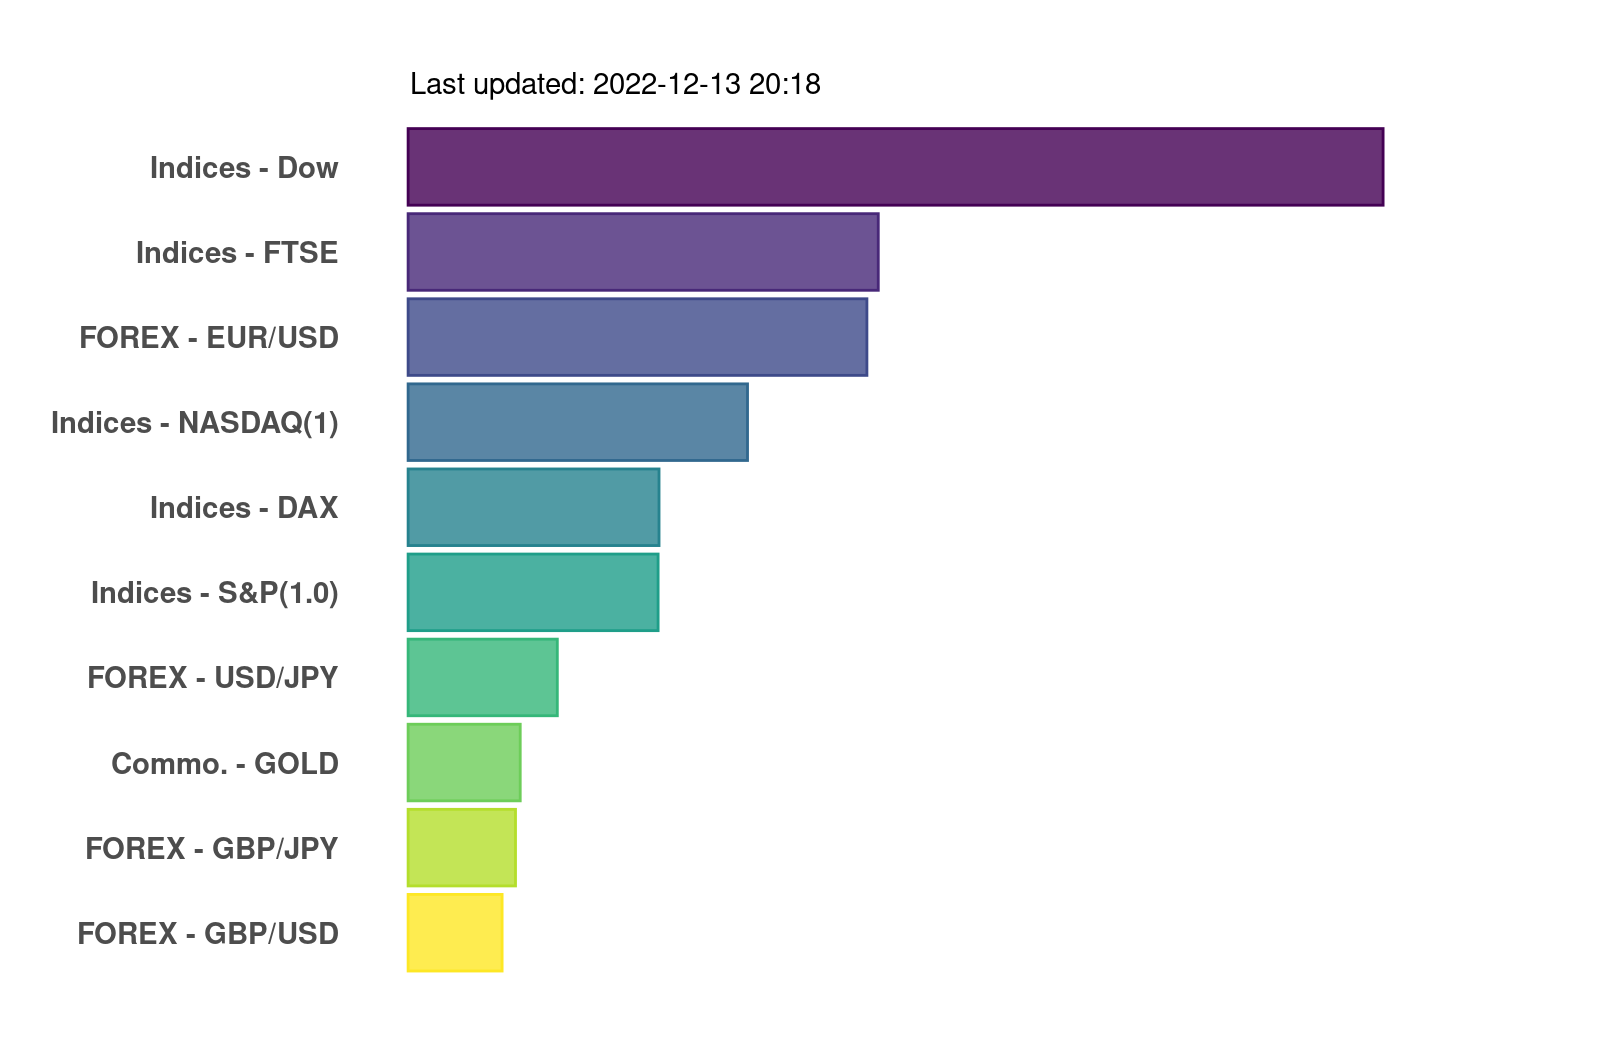 Last updated: 2022-12-13 20:18
Indices - Dow
Indices - FTSE
FOREX - EUR/USD
Indices - NASDAQ(1)
Indices - DAX
Indices - S&P(1.0)
FOREX - USD/JPY
Commo. - GOLD
FOREX - GBP/JPY
FOREX - GBP/USD